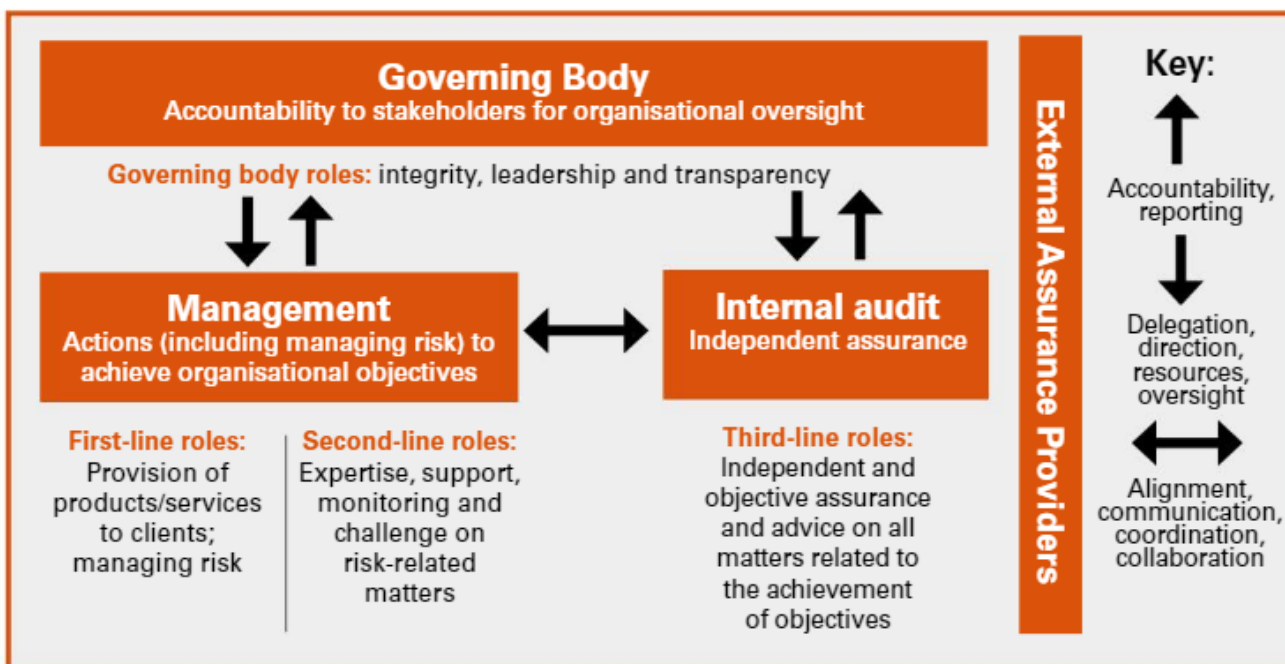 Governing Body
Accountability to stakeholders for organisational oversight
Governing body roles: integrity, leadership and transparency
Management
Actions (including managing risk) to
achieve organisational objectives
Internal audit
Independent assurance
First-line roles:
Provision of
products/services
to clients;
managing risk
Second-line roles:
Expertise, support,
monitoring and
challenge on
risk-related
matters
Third-line roles:
Independent and
objective assurance
and advice on all
matters related to
the achievement
of objectives
External Assurance Providers
Key:
Accountability,
reporting
Delegation,
direction,
resources,
oversight
Alignment,
communication,
coordination,
collaboration